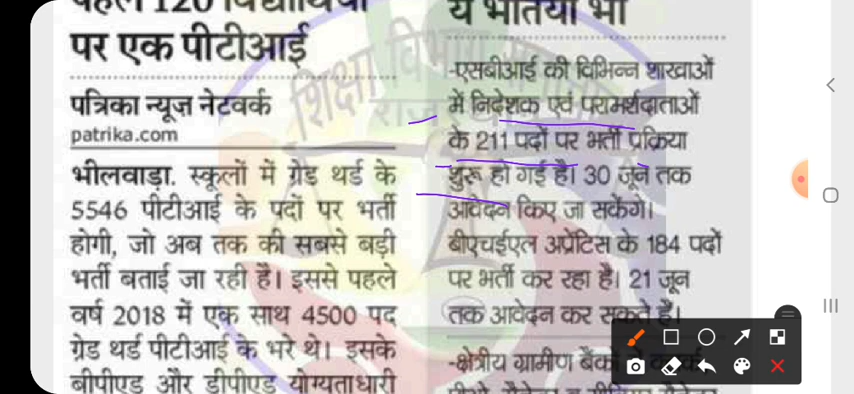 पहले 120 विद्यार्थियों
पर एक पीटीआई
पत्रिका न्यूज़ नेटवर्क
patrika.com
भीलवाड़ा. स्कूलों में ग्रेड थर्ड के
5546 पीटीआई के पदों पर भर्ती
होगी, जो अब तक की सबसे बड़ी
भर्ती बताई जा रही है। इससे पहले
वर्ष 2018 में एक साथ 4500 पद
ग्रेड थर्ड पीटीआई के भरे थे। इसके
बीपीएड और डीपीएड योग्यताधारी
ये भर्तियां भी
-एसबीआई की विभिन्न शाखाओं
में निदेशक एवं परामर्शदाताओं
के 211 पदों पर भर्ती प्रक्रिया
शुरू हो गई है। 30 जून तक
आवेदन किए जा सकेंगे।
बीएचईएल अप्रेंटिस के 184 पदों
पर भर्ती कर रहा है। 21 जून
तक आवेदन कर सकते हैं।
-क्षेत्रीय ग्रामीण बैंकों
शिक्षा विभाग